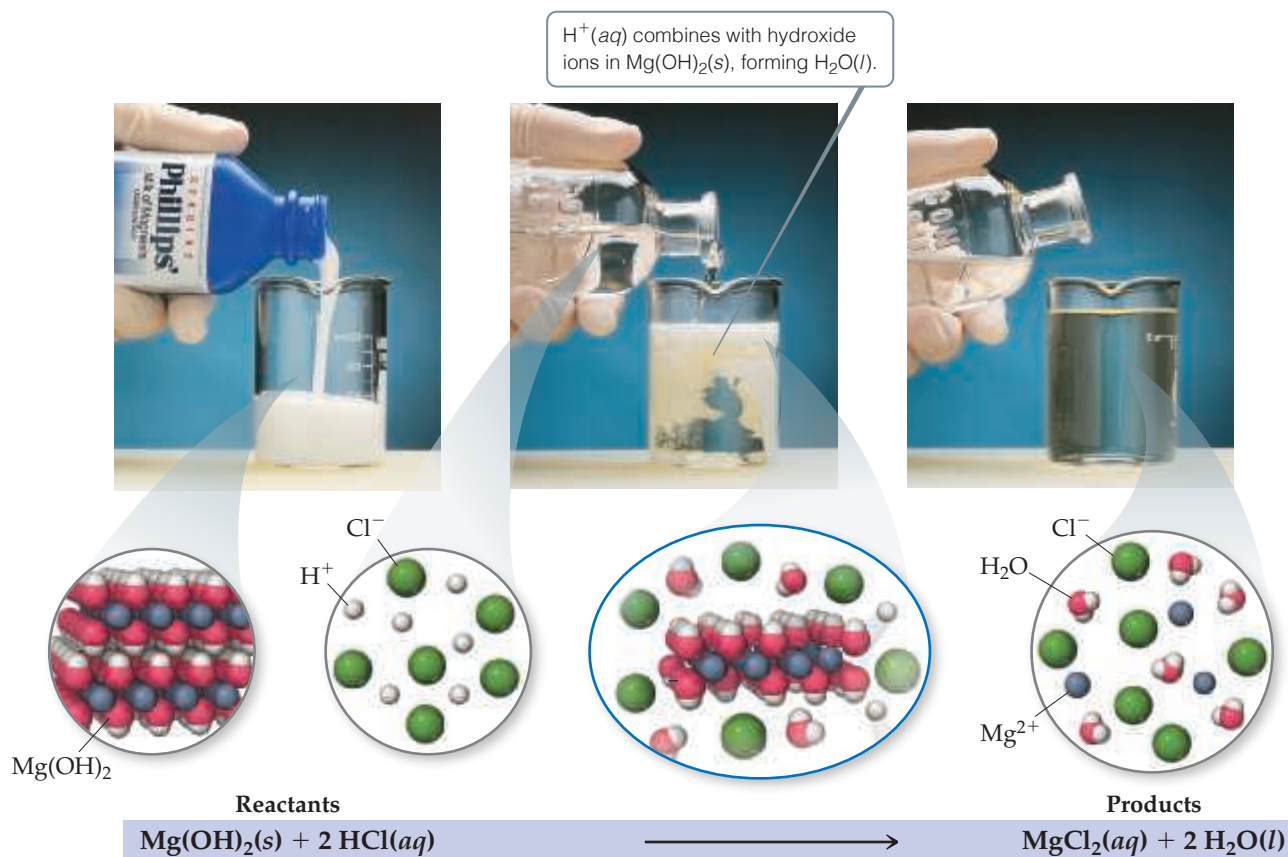 H⁺(aq) combines with hydroxide
ions in Mg(OH)₂(s), forming H₂O(l).
GENUINE
Phillips'
Milk of Magnesia
Cl⁻
H⁺
Mg(OH)₂
Cl⁻
H₂O
Mg²⁺
Reactants
Products
Mg(OH)₂(s) + 2 HCl(aq)
MgCl₂(aq) + 2 H₂O(l)